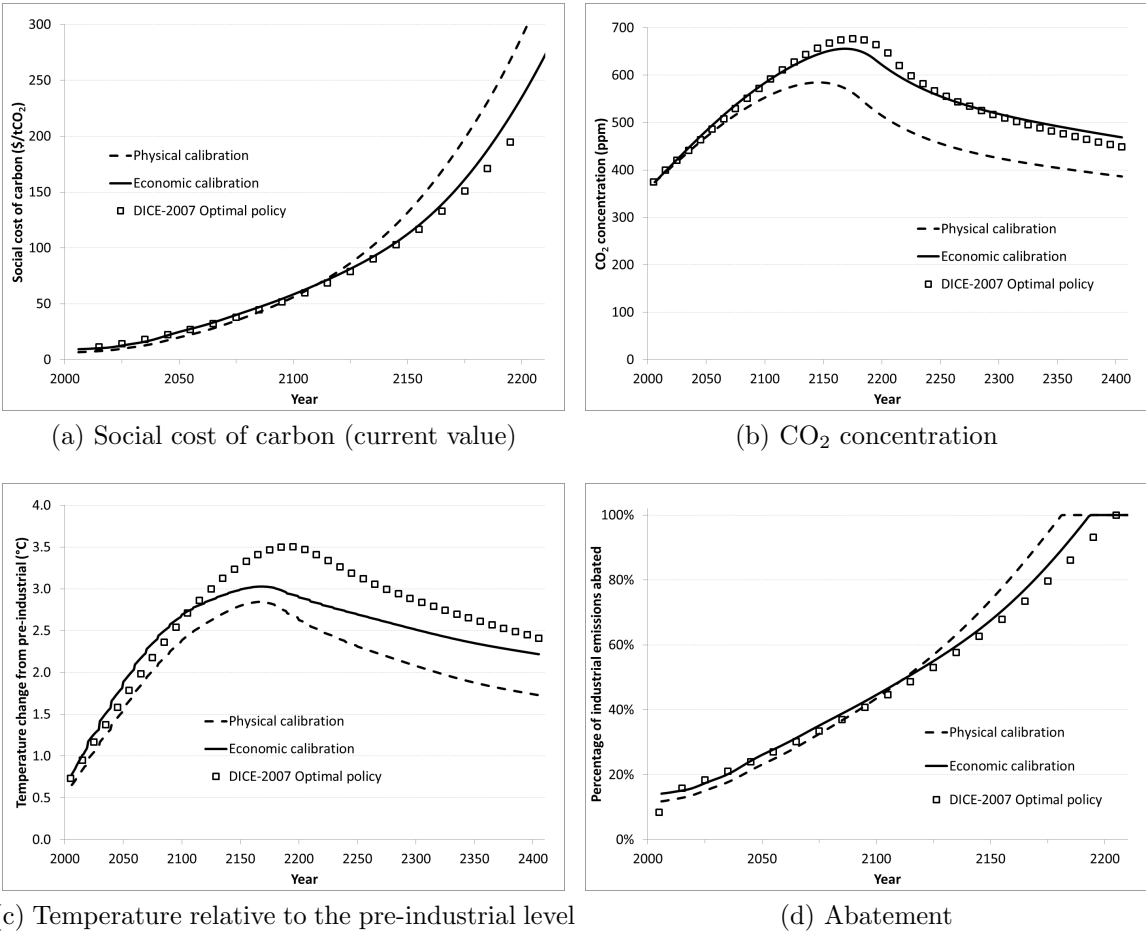 300
250
200
150
100
50
0
Social cost of carbon ($/tCO2)
Physical calibration
Economic calibration
DICE-2007 Optimal policy
2000 2050 2100 2150 2200
Year
(a) Social cost of carbon (current value)
700
600
500
400
300
200
100
0
CO2 concentration (ppm)
Physical calibration
Economic calibration
DICE-2007 Optimal policy
2000 2050 2100 2150 2200 2250 2300 2350 2400
Year
(b) CO2 concentration
4.0
3.5
3.0
2.5
2.0
1.5
1.0
0.5
0.0
Temperature change from pre-industrial (°C)
Physical calibration
Economic calibration
DICE-2007 Optimal policy
2000 2050 2100 2150 2200 2250 2300 2350 2400
Year
c) Temperature relative to the pre-industrial level
100%
80%
60%
40%
20%
0%
Percentage of industrial emissions abated
Physical calibration
Economic calibration
DICE-2007 Optimal policy
2000 2050 2100 2150 2200
Year
(d) Abatement